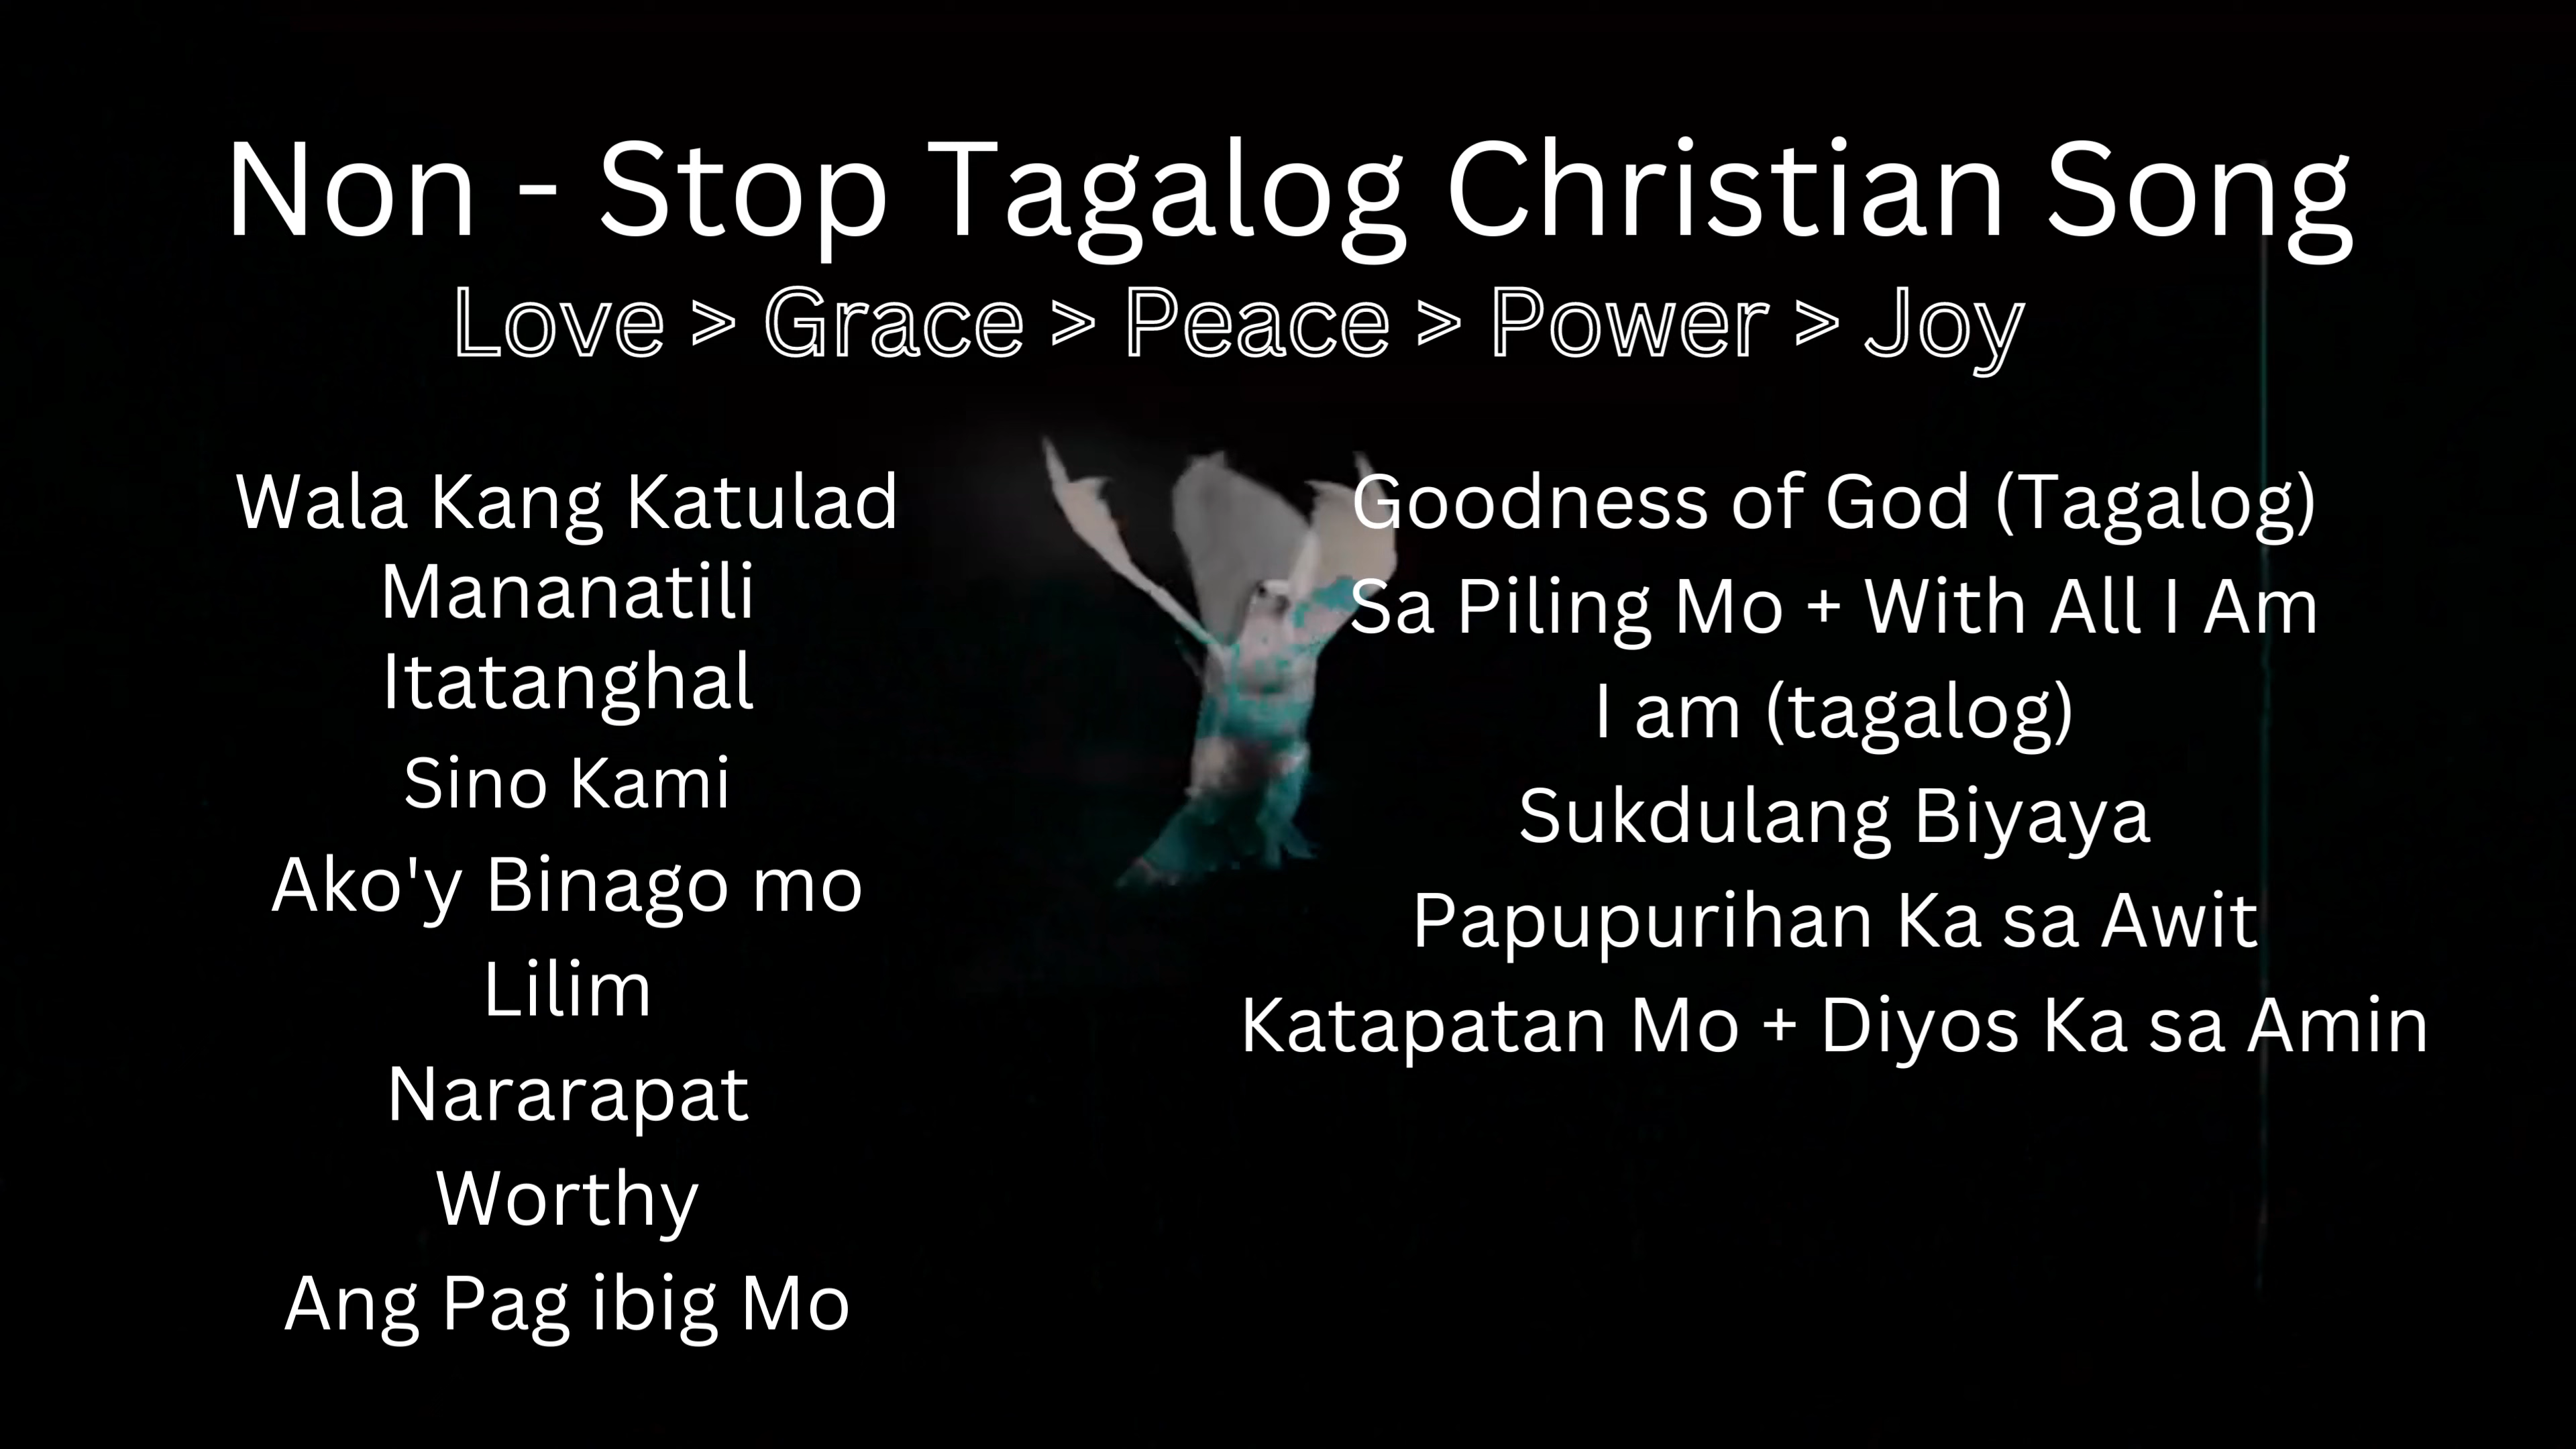 Non - Stop Tagalog Christian Song
Love > Grace > Peace > Power > Joy
Wala Kang Katulad
Mananatili
Itatanghal
Sino Kami
Ako'y Binago mo
Lilim
Nararapat
Worthy
Ang Pag ibig Mo
Goodness of God (Tagalog)
Sa Piling Mo + With All I Am
I am (tagalog)
Sukdulang Biyaya
Papupurihan Ka sa Awit
Katapatan Mo + Diyos Ka sa Amin